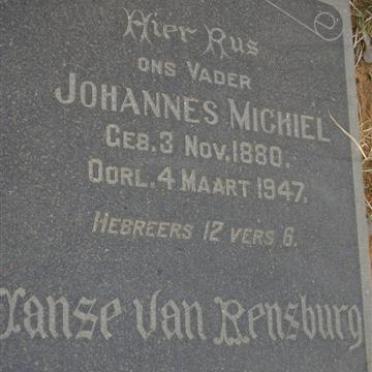 Hier Rus
ONS VADER
JOHANNES MICHIEL
GEB. 3 NOV. 1880.
OORL. 4 MAART 1947.
HEBREERS 12 VERS 6.
Janse van Rensburg